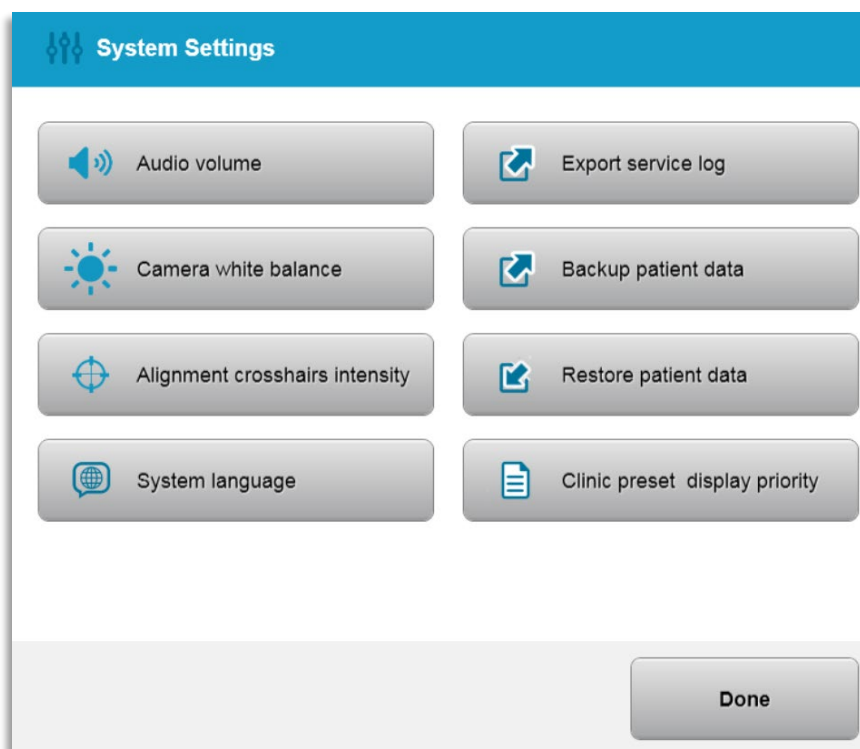 System Settings
Audio volume
Export service log
Camera white balance
Backup patient data
Alignment crosshairs intensity
Restore patient data
System language
Clinic preset display priority
Done